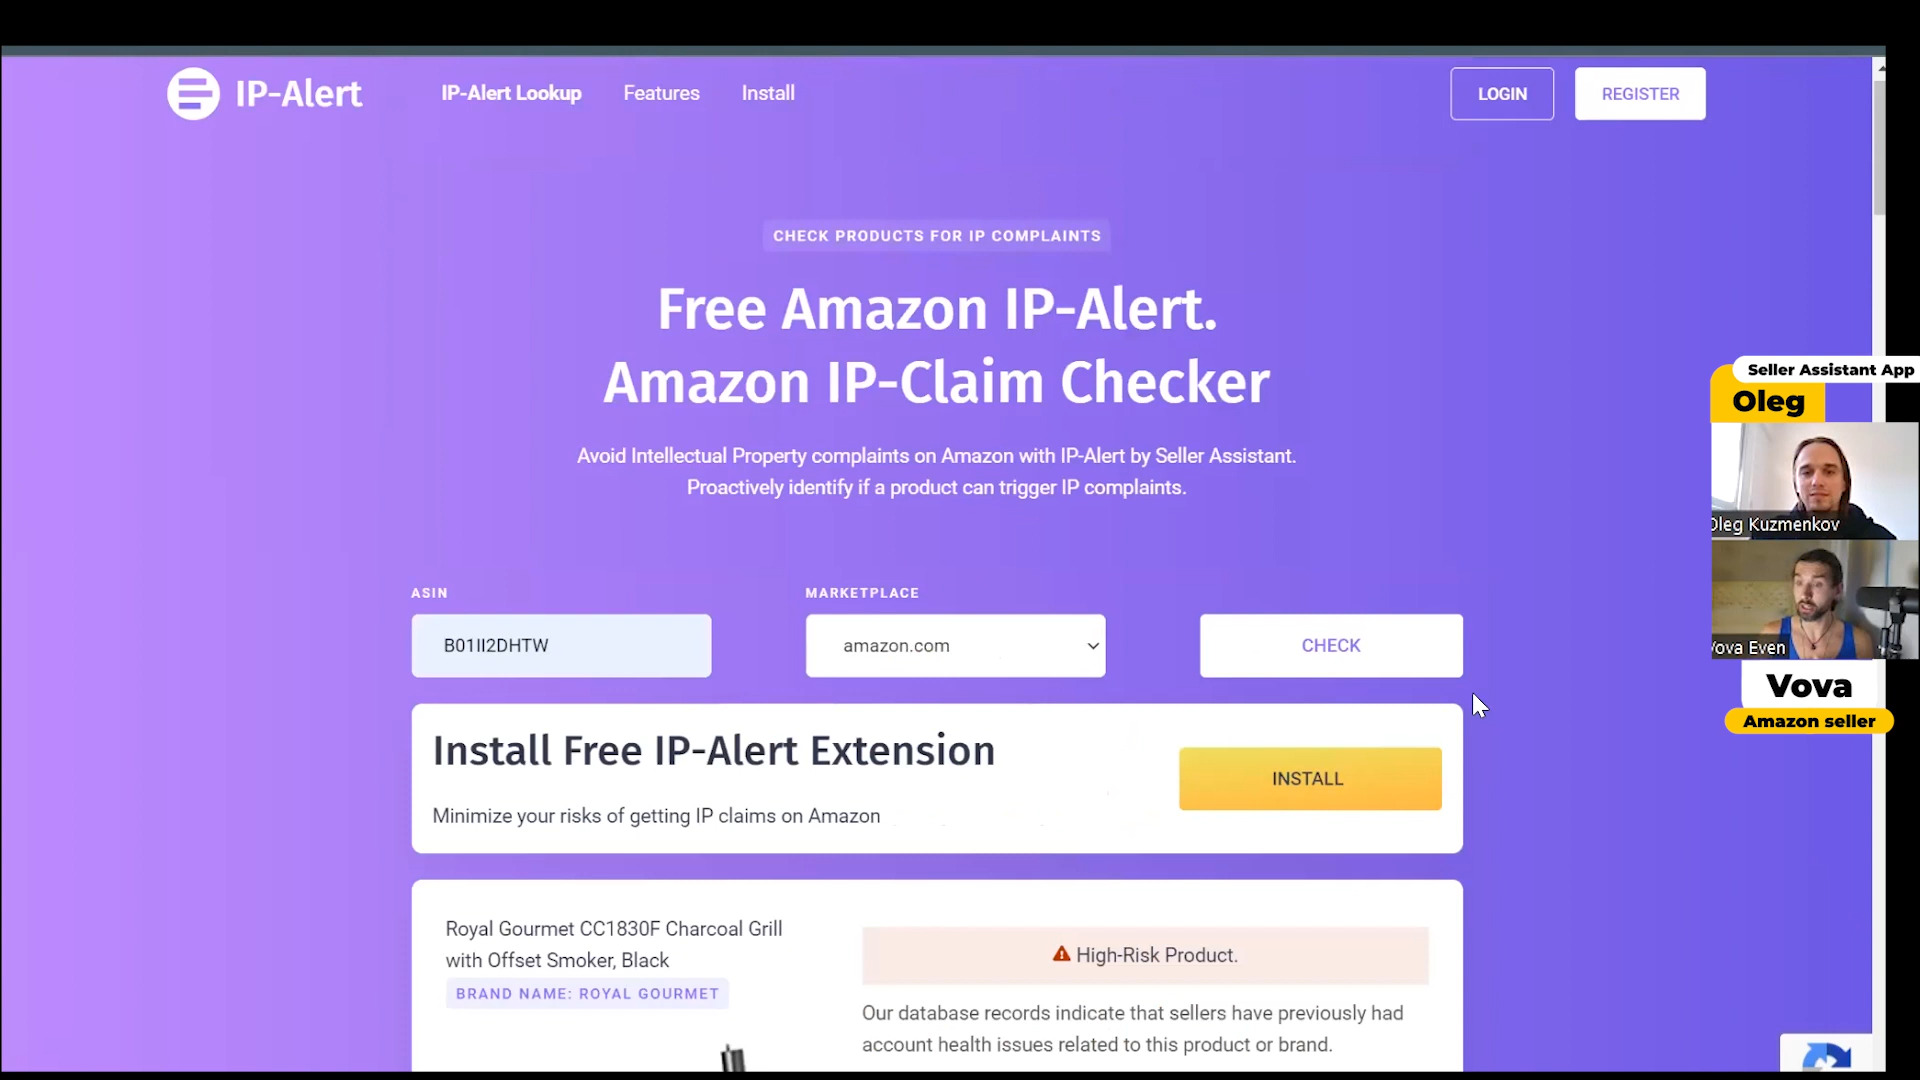 IP-Alert
IP-Alert Lookup
Features
Install
LOGIN
REGISTER
CHECK PRODUCTS FOR IP COMPLAINTS
Free Amazon IP-Alert.
Amazon IP-Claim Checker
Avoid Intellectual Property complaints on Amazon with IP-Alert by Seller Assistant.
Proactively identify if a product can trigger IP complaints.
Seller Assistant App
Oleg
Oleg Kuzmenkov
Vova Even
Vova
Amazon seller
ASIN
MARKETPLACE
B01II2DHTW
amazon.com
CHECK
Install Free IP-Alert Extension
INSTALL
Minimize your risks of getting IP claims on Amazon
Royal Gourmet CC1830F Charcoal Grill
with Offset Smoker, Black
BRAND NAME: ROYAL GOURMET
High-Risk Product.
Our database records indicate that sellers have previously had
account health issues related to this product or brand.